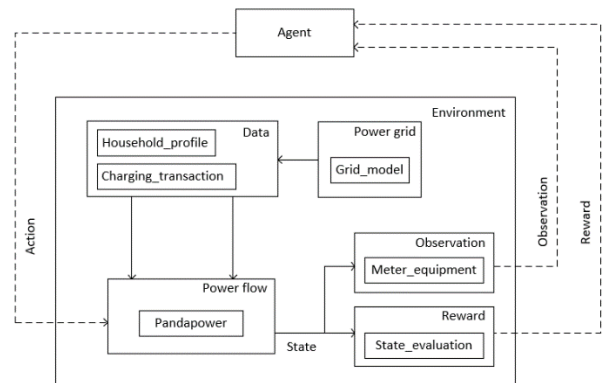 Agent
Environment
Data
Household_profile
Charging_transaction
Power grid
Grid_model
Action
Observation
Reward
Observation
Meter_equipment
Power flow
Pandapower
State
Reward
State_evaluation